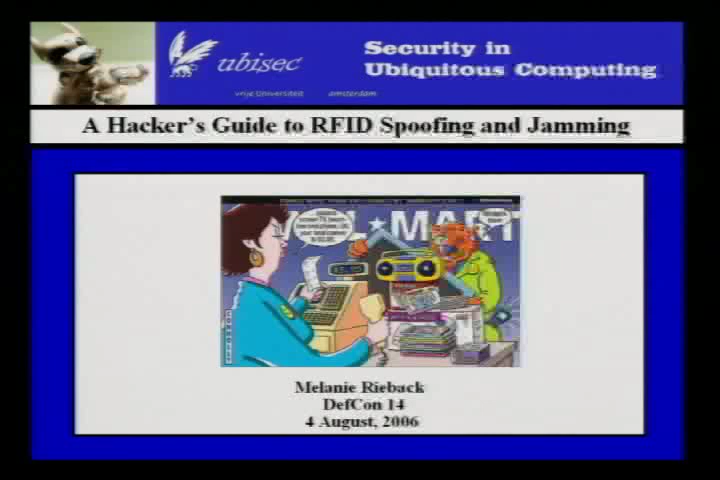 ubisec
Security in
Ubiquitous Computing
vrije Universiteit amsterdam
A Hacker's Guide to RFID Spoofing and Jamming
MART
Melanie Rieback
DefCon 14
4 August, 2006